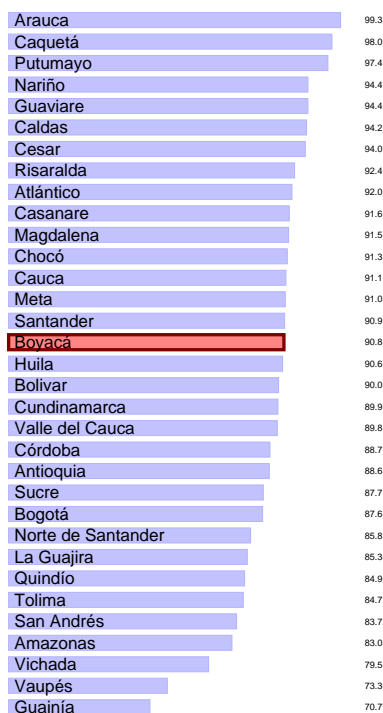 Arauca 99.3
Caquetá 98.0
Putumayo 97.4
Nariño 94.4
Guaviare 94.4
Caldas 94.2
Cesar 94.0
Risaralda 92.4
Atlántico 92.0
Casanare 91.6
Magdalena 91.5
Chocó 91.3
Cauca 91.1
Meta 91.0
Santander 90.9
Boyacá 90.8
Huila 90.6
Bolivar 90.0
Cundinamarca 89.9
Valle del Cauca 89.8
Córdoba 88.7
Antioquia 88.6
Sucre 87.7
Bogotá 87.6
Norte de Santander 85.8
La Guajira 85.3
Quindío 84.9
Tolima 84.7
San Andrés 83.7
Amazonas 83.0
Vichada 79.5
Vaupés 73.3
Guainía 70.7